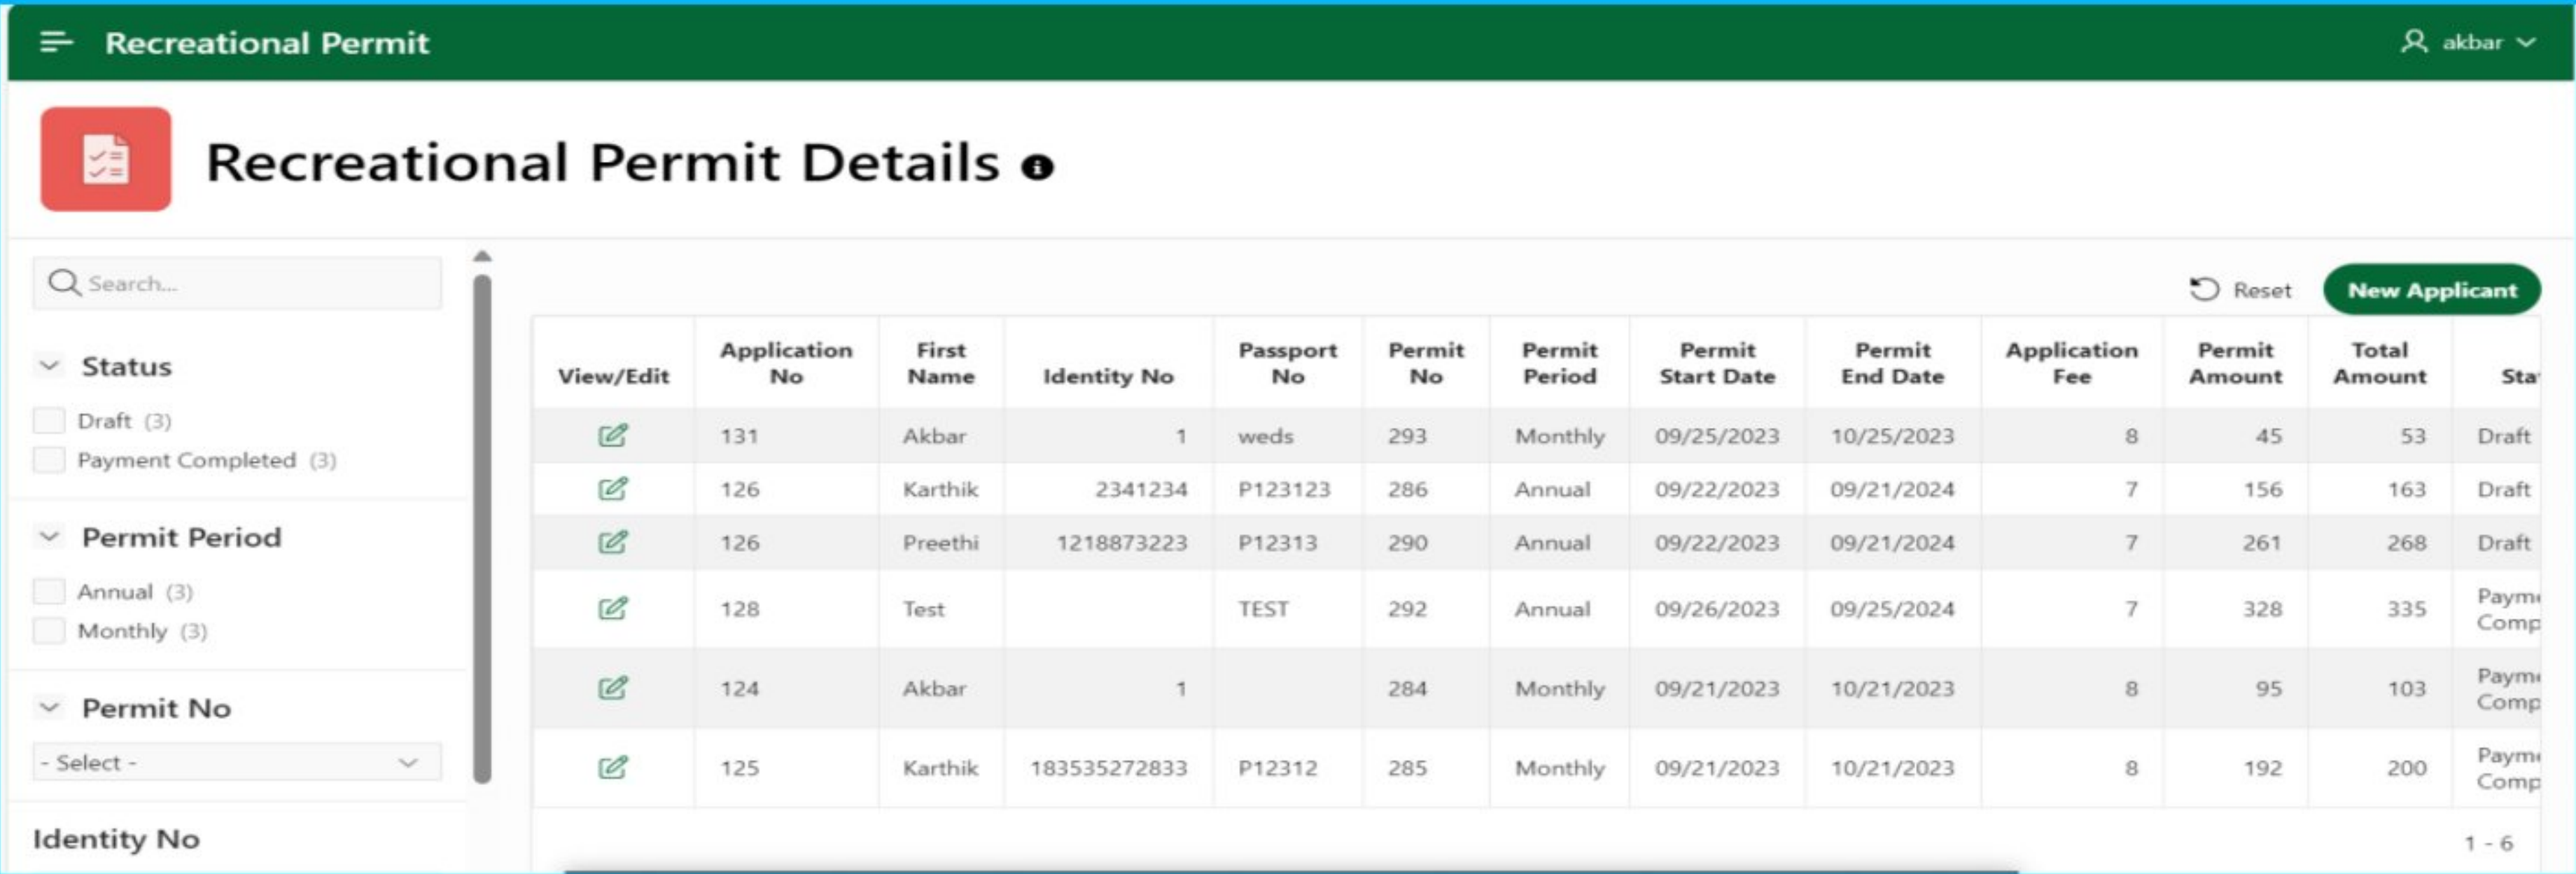 Recreational Permit
akbar
Recreational Permit Details
Search...
Status
Draft (3)
Payment Completed (3)
Permit Period
Annual (3)
Monthly (3)
Permit No
- Select -
Identity No
Reset
New Applicant
View/Edit Application No First Name Identity No Passport No Permit No Permit Period Permit Start Date Permit End Date Application Fee Permit Amount Total Amount Sta
131 Akbar 1 weds 293 Monthly 09/25/2023 10/25/2023 8 45 53 Draft
126 Karthik 2341234 P123123 286 Annual 09/22/2023 09/21/2024 7 156 163 Draft
126 Preethi 1218873223 P12313 290 Annual 09/22/2023 09/21/2024 7 261 268 Draft
128 Test TEST 292 Annual 09/26/2023 09/25/2024 7 328 335 Paym Comp
124 Akbar 1 284 Monthly 09/21/2023 10/21/2023 8 95 103 Paym Comp
125 Karthik 183535272833 P12312 285 Monthly 09/21/2023 10/21/2023 8 192 200 Paym Comp
1 - 6